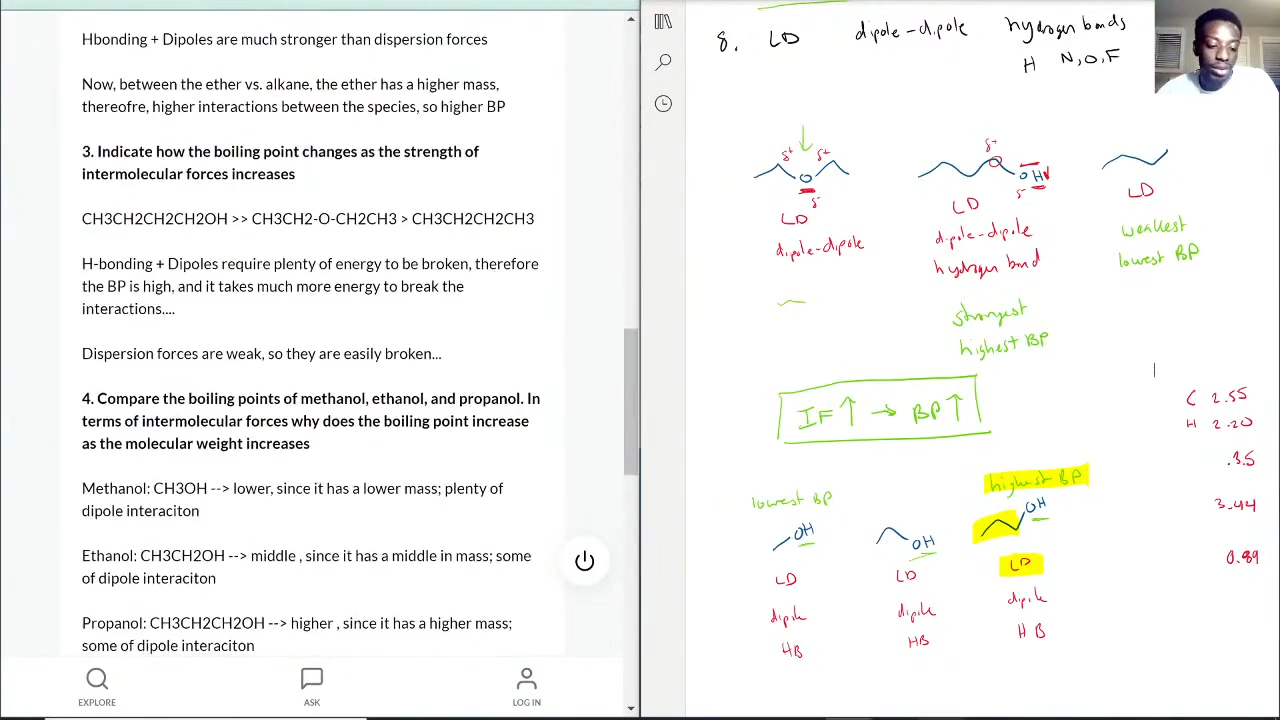 Hbonding + Dipoles are much stronger than dispersion forces
Now, between the ether vs. alkane, the ether has a higher mass,
thereofre, higher interactions between the species, so higher BP
3. Indicate how the boiling point changes as the strength of
intermolecular forces increases
CH3CH2CH2CH2OH >> CH3CH2-O-CH2CH3 > CH3CH2CH2CH3
H-bonding + Dipoles require plenty of energy to be broken, therefore
the BP is high, and it takes much more energy to break the
interactions....
Dispersion forces are weak, so they are easily broken...
4. Compare the boiling points of methanol, ethanol, and propanol. In
terms of intermolecular forces why does the boiling point increase
as the molecular weight increases
Methanol: CH3OH --> lower, since it has a lower mass; plenty of
dipole interaciton
Ethanol: CH3CH2OH --> middle , since it has a middle in mass; some
of dipole interaciton
Propanol: CH3CH2CH2OH --> higher , since it has a higher mass;
some of dipole interaciton
EXPLORE
ASK
LOG IN
8. LD dipole-dipole hydrogen bonds
H N, O, F
δ+ δ+ δ+
O OH
δ- δ-
LD LD LD
dipole-dipole dipole-dipole weakest
hydrogen bond lowest BP
strongest
highest BP
IF ↑ → BP ↑
C 2.55
H 2.20
.35
3.44
0.89
lowest BP highest BP
OH OH OH
LD LD LD
dipole dipole dipole
HB HB HB